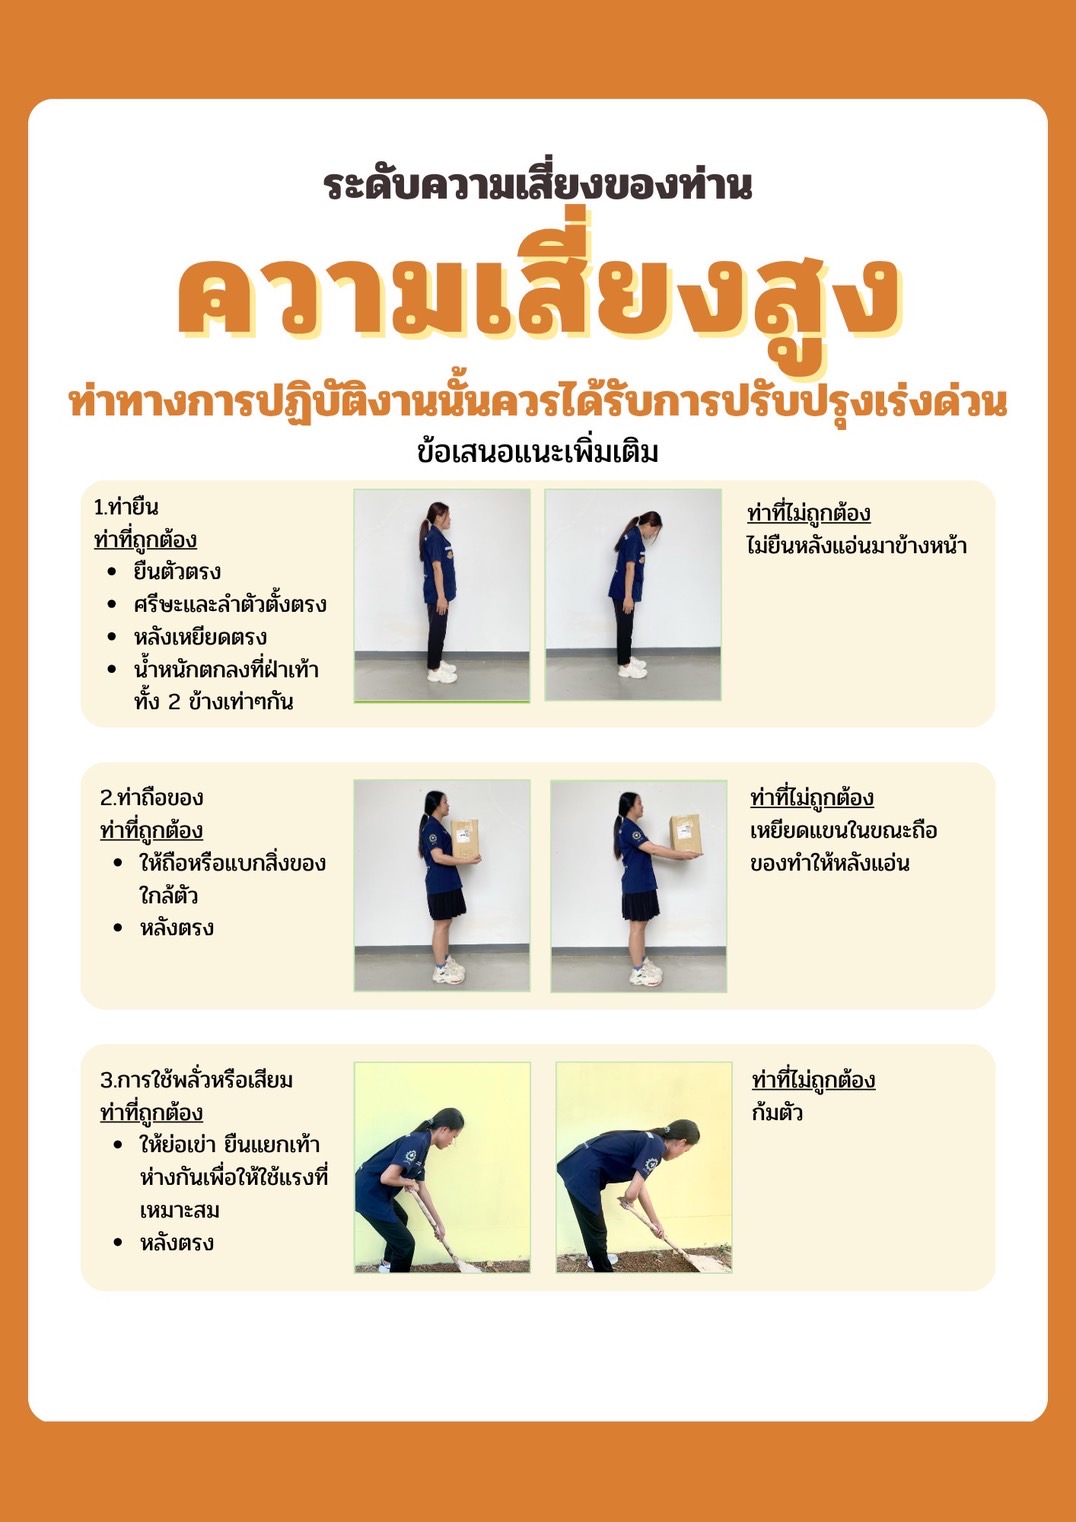 ระดับความเสี่ยงของท่าน
ความเสี่ยงสูง
ท่าทางการปฏิบัติงานนั้นควรได้รับการปรับปรุงเร่งด่วน
ข้อเสนอแนะเพิ่มเติม
1.ท่ายืน
ท่าที่ถูกต้อง
• ยืนตัวตรง
• ศรีษะและลำตัวตั้งตรง
• หลังเหยียดตรง
• น้ำหนักตกลงที่ฝ่าเท้า
ทั้ง 2 ข้างเท่าๆกัน
ท่าที่ไม่ถูกต้อง
ไม่ยืนหลังแอ่นมาข้างหน้า
2.ท่าถือของ
ท่าที่ถูกต้อง
• ให้ถือหรือแบกสิ่งของ
ใกล้ตัว
• หลังตรง
ท่าที่ไม่ถูกต้อง
เหยียดแขนในขณะถือ
ของทำให้หลังแอ่น
3.การใช้พลั่วหรือเสียม
ท่าที่ถูกต้อง
• ให้ย่อเข่า ยืนแยกเท้า
ห่างกันเพื่อให้ใช้แรงที่
เหมาะสม
• หลังตรง
ท่าที่ไม่ถูกต้อง
ก้มตัว